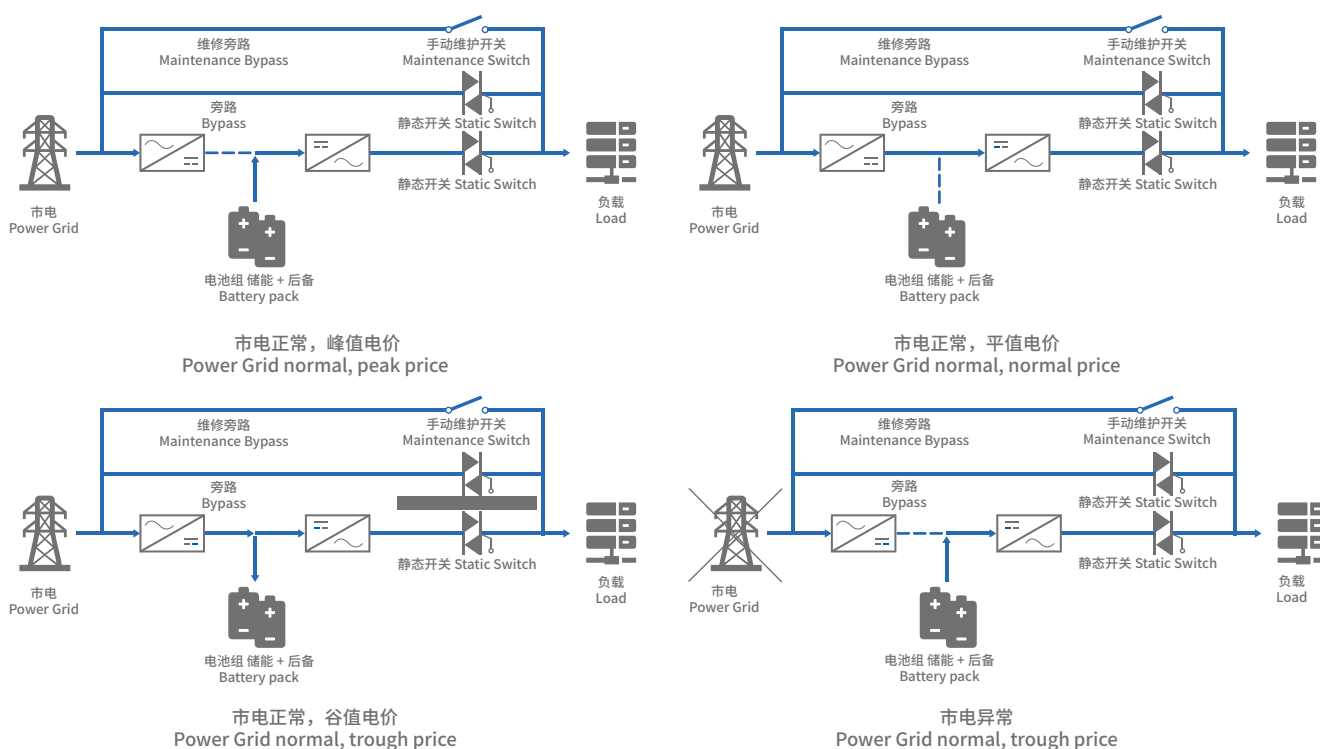 维修旁路
Maintenance Bypass
手动维护开关
Maintenance Switch
旁路
Bypass
静态开关 Static Switch
静态开关 Static Switch
市电
Power Grid
负载
Load
电池组 储能 + 后备
Battery pack
市电正常，峰值电价
Power Grid normal, peak price
维修旁路
Maintenance Bypass
手动维护开关
Maintenance Switch
旁路
Bypass
静态开关 Static Switch
静态开关 Static Switch
市电
Power Grid
负载
Load
电池组 储能 + 后备
Battery pack
市电正常，平值电价
Power Grid normal, normal price
维修旁路
Maintenance Bypass
手动维护开关
Maintenance Switch
旁路
Bypass
静态开关 Static Switch
市电
Power Grid
负载
Load
电池组 储能 + 后备
Battery pack
市电正常，谷值电价
Power Grid normal, trough price
维修旁路
Maintenance Bypass
手动维护开关
Maintenance Switch
旁路
Bypass
静态开关 Static Switch
静态开关 Static Switch
市电
Power Grid
负载
Load
电池组 储能 + 后备
Battery pack
市电异常
Power Grid normal, trough price